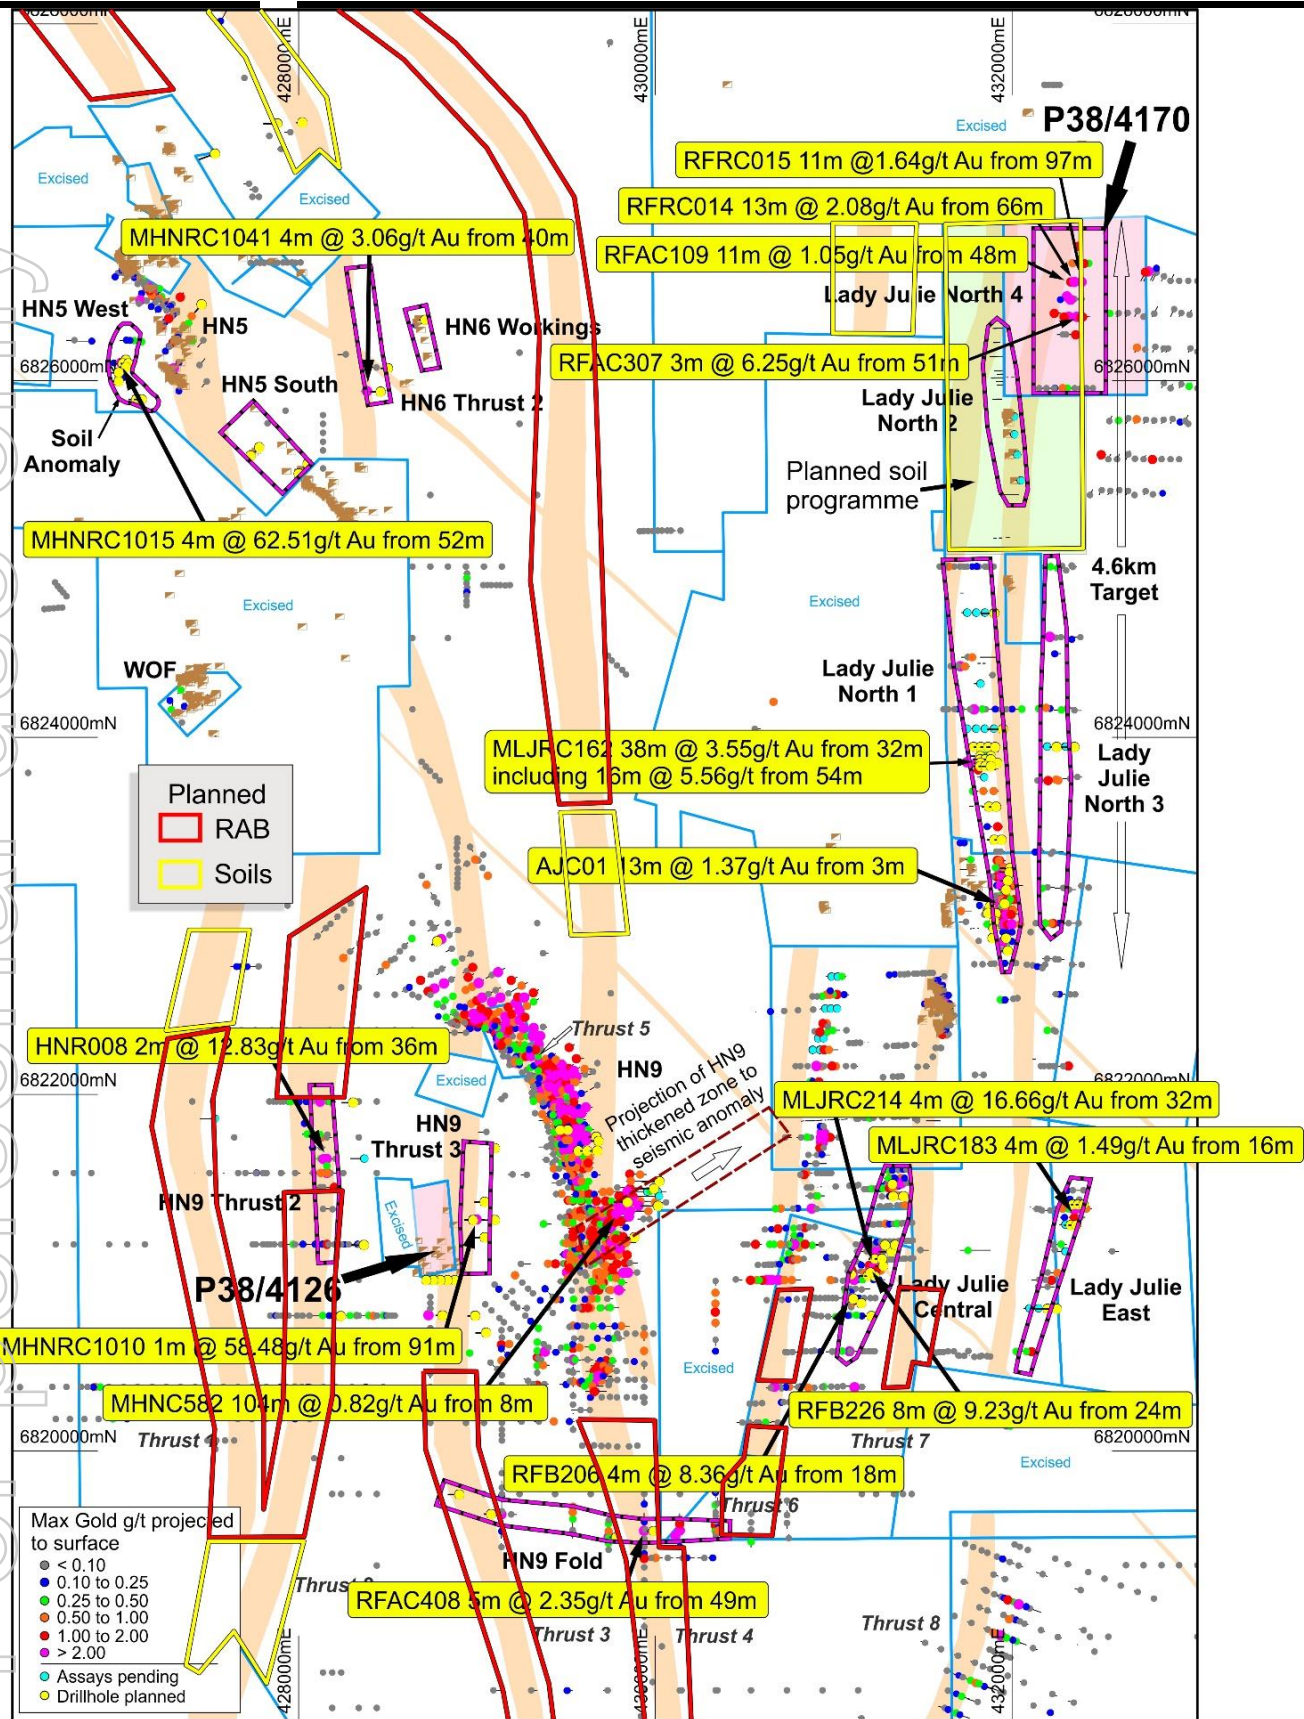 6828000mN
428000mE
430000mE
432000mE
6828000mN
Excised
P38/4170
RFRC015 11m @1.64g/t Au from 97m
Excised
Excised
RFRC014 13m @ 2.08g/t Au from 66m
MHNRC1041 4m @ 3.06g/t Au from 40m
RFAC109 11m @ 1.05g/t Au from 48m
Lady Julie North 4
HN5 West
HN5
HN6 Workings
6826000mN
RFAC307 3m @ 6.25g/t Au from 51m
6826000mN
HN5 South
HN6 Thrust 2
Lady Julie
North 2
Soil
Anomaly
Planned soil
programme
MHNRC1015 4m @ 62.51g/t Au from 52m
4.6km
Target
Excised
Excised
WOF
Lady Julie
North 1
6824000mN
6824000mN
MLJRC162 38m @ 3.55g/t Au from 32m
including 16m @ 5.56g/t from 54m
Lady
Julie
North 3
Planned
RAB
Soils
AJC01 13m @ 1.37g/t Au from 3m
Thrust 5
HNR008 2m @ 12.83g/t Au from 36m
HN9
Projection of HN9
thickened zone to
seismic anomaly
6822000mN
Excised
6822000mN
MLJRC214 4m @ 16.66g/t Au from 32m
HN9
Thrust 3
MLJRC183 4m @ 1.49g/t Au from 16m
HN9 Thrust 2
Excised
P38/4126
Lady Julie
Central
Lady Julie
East
MHNRC1010 1m @ 58.48g/t Au from 91m
Excised
MHNC582 104m @ 0.82g/t Au from 8m
RFB226 8m @ 9.23g/t Au from 24m
6820000mN
Thrust 1
Thrust 7
6820000mN
Excised
RFB206 4m @ 8.36g/t Au from 18m
Thrust 6
Max Gold g/t projected
to surface
< 0.10
0.10 to 0.25
0.25 to 0.50
0.50 to 1.00
1.00 to 2.00
> 2.00
Assays pending
Drillhole planned
HN9 Fold
Thrust 2
RFAC408 5m @ 2.35g/t Au from 49m
Thrust 3
Thrust 4
Thrust 8
428000mE
430000mE
432000mE